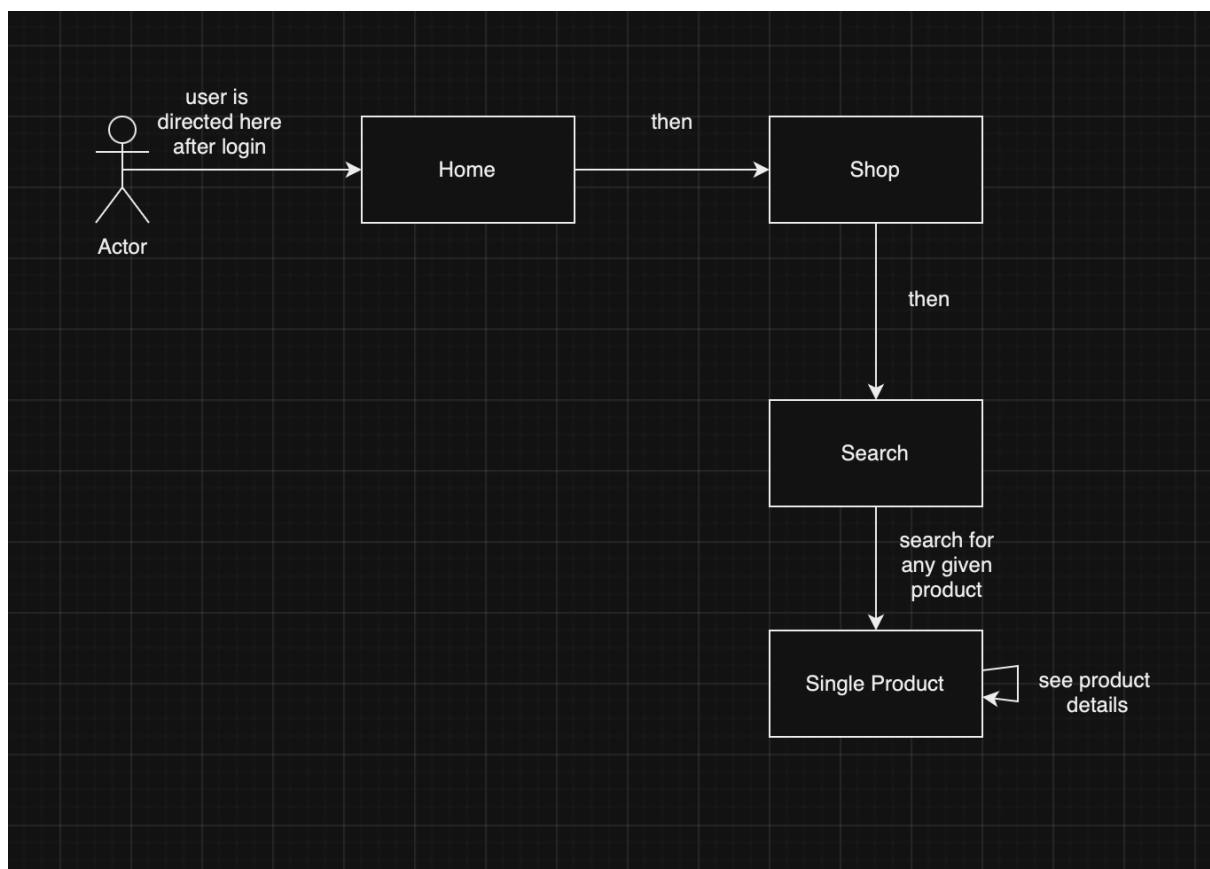 user is
directed here
after login
Actor
Home
then
Shop
then
Search
search for
any given
product
Single Product
see product
details